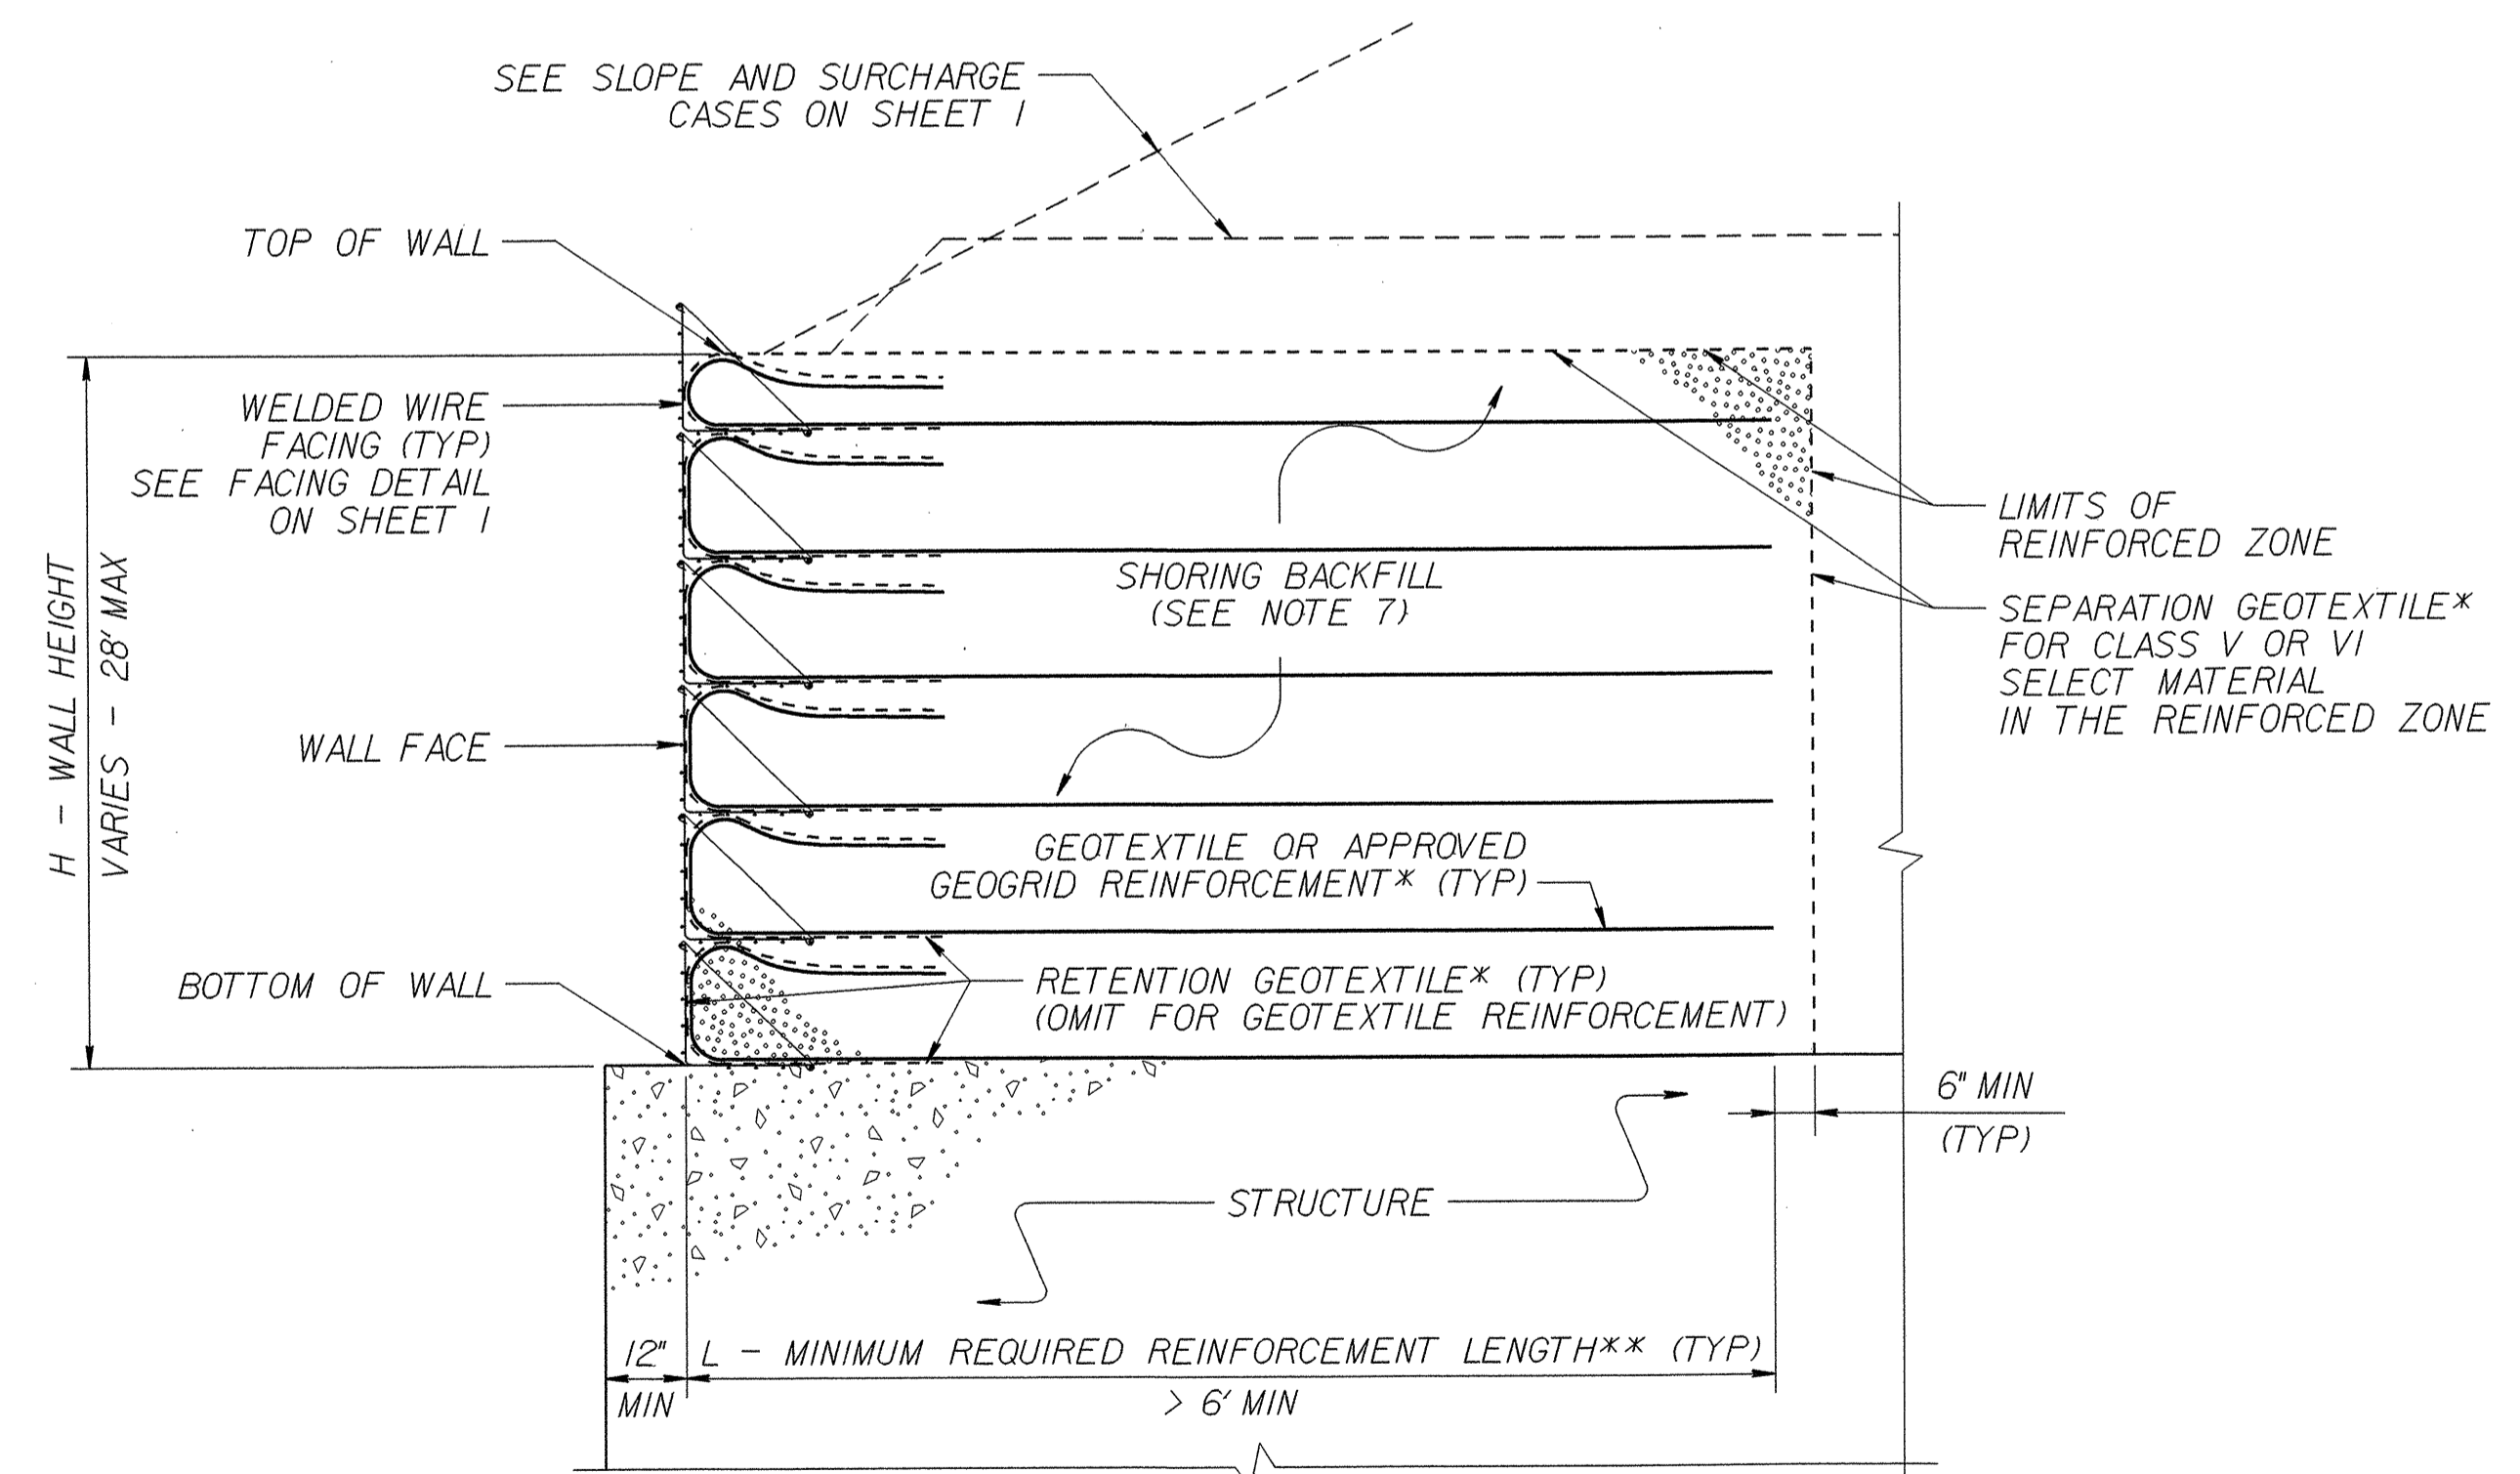 SEE SLOPE AND SURCHARGE
CASES ON SHEET 1
TOP OF WALL
WELDED WIRE
FACING (TYP)
SEE FACING DETAIL
ON SHEET 1
H - WALL HEIGHT
VARIES - 28' MAX
SHORING BACKFILL
(SEE NOTE 7)
LIMITS OF
REINFORCED ZONE
SEPARATION GEOTEXTILE*
FOR CLASS V OR VI
SELECT MATERIAL
IN THE REINFORCED ZONE
WALL FACE
GEOTEXTILE OR APPROVED
GEOGRID REINFORCEMENT* (TYP)
BOTTOM OF WALL
RETENTION GEOTEXTILE* (TYP)
(OMIT FOR GEOTEXTILE REINFORCEMENT)
6" MIN
(TYP)
STRUCTURE
12"
MIN
L - MINIMUM REQUIRED REINFORCEMENT LENGTH** (TYP)
> 6' MIN